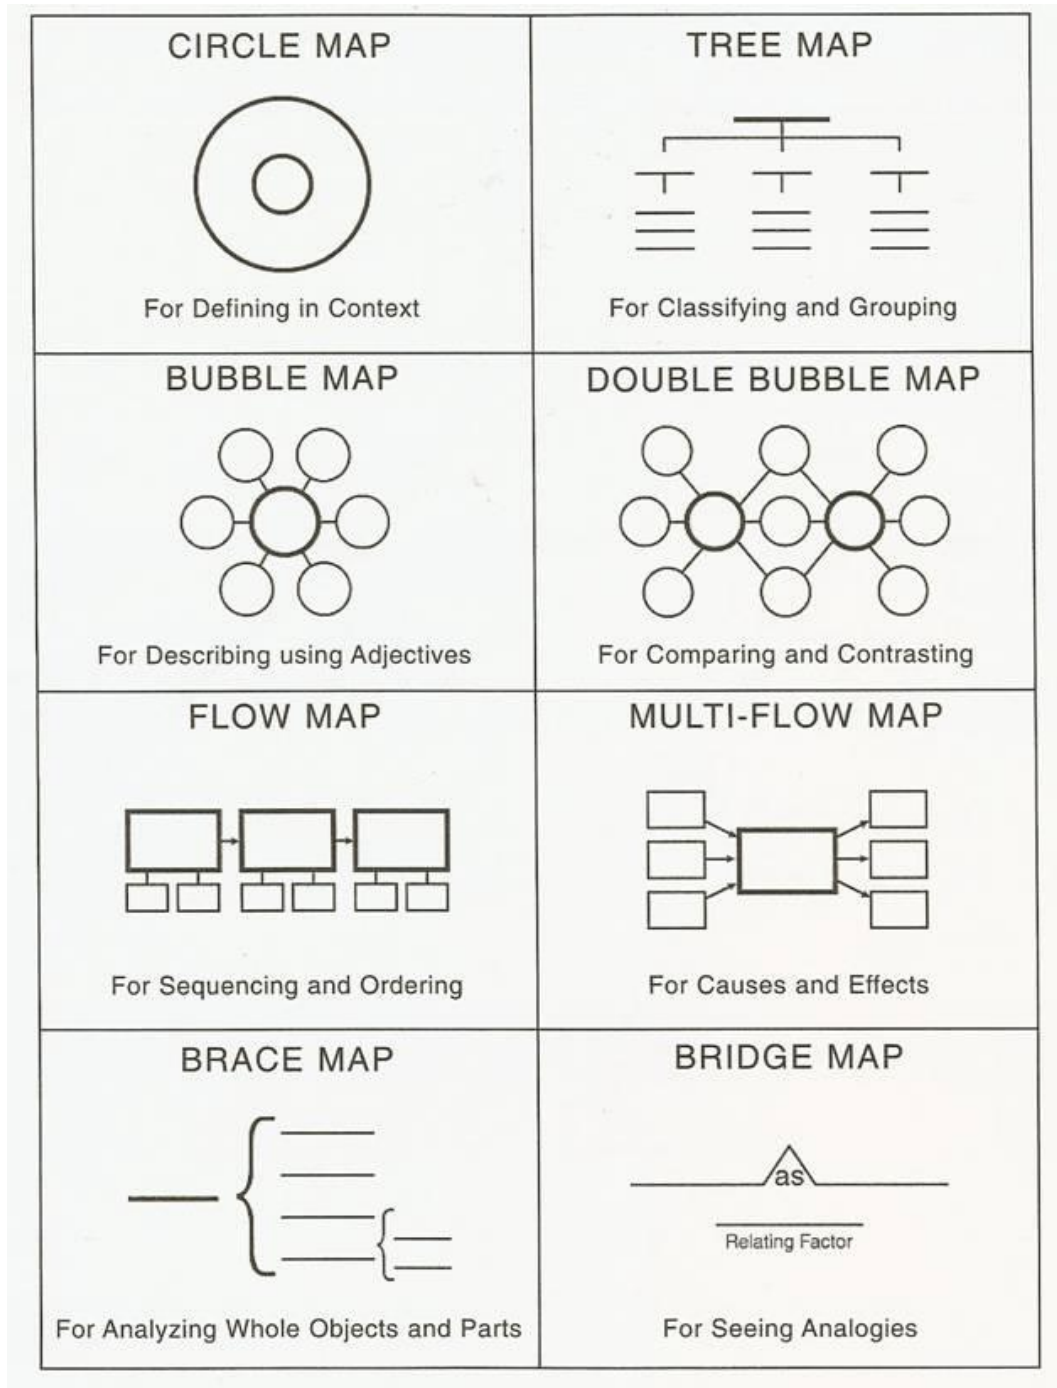 CIRCLE MAP
For Defining in Context
TREE MAP
For Classifying and Grouping
BUBBLE MAP
For Describing using Adjectives
DOUBLE BUBBLE MAP
For Comparing and Contrasting
FLOW MAP
For Sequencing and Ordering
MULTI-FLOW MAP
For Causes and Effects
BRACE MAP
For Analyzing Whole Objects and Parts
BRIDGE MAP
as
Relating Factor
For Seeing Analogies